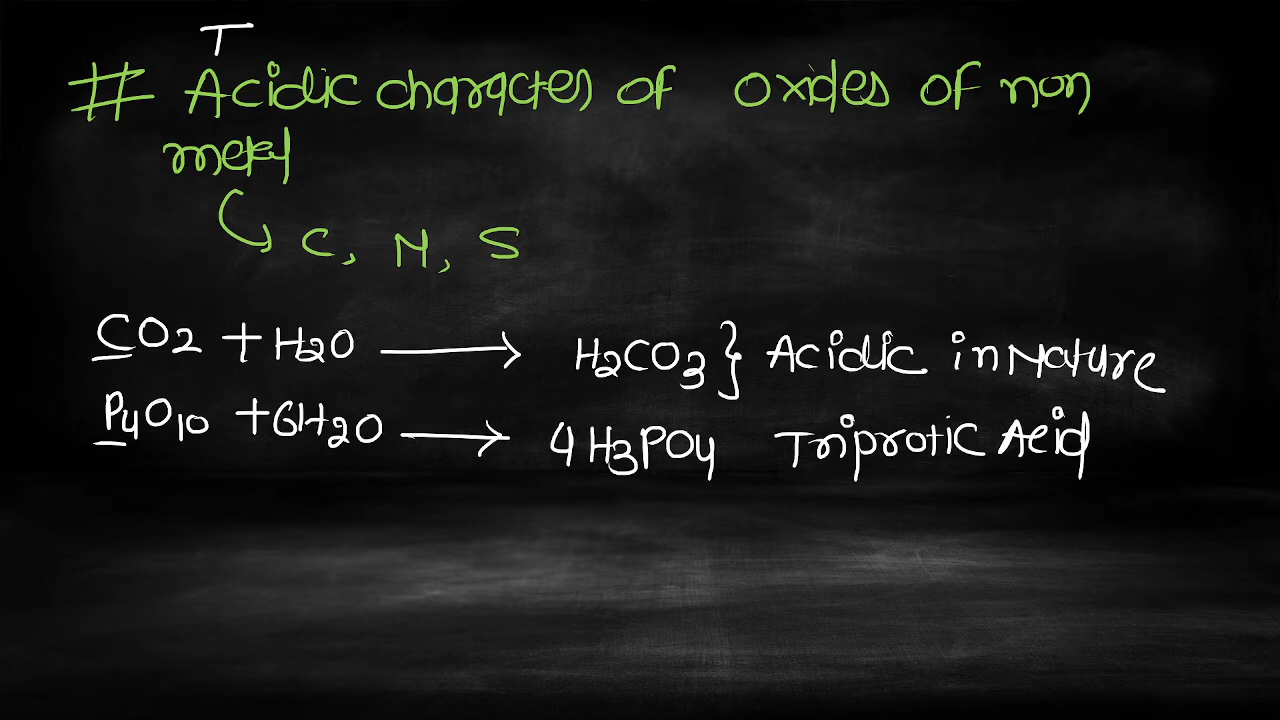 T
# Acidic character of oxides of non
metal
C, N, S
CO2 + H2O → H2CO3 } Acidic in Nature
P4O10 + 6H2O → 4 H3PO4 Triprotic Acid